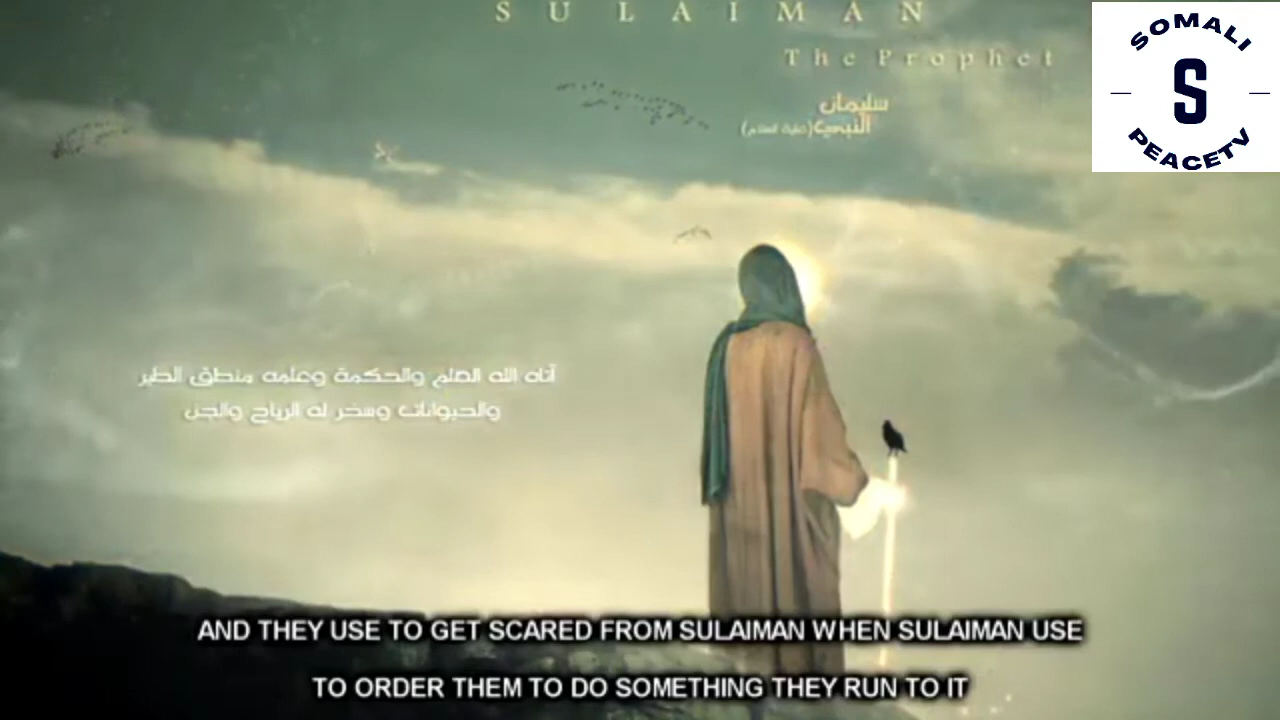 SULAIMAN
The Prophet
سليمان
النبي (عليه السلام)
SOMALI
S
PEACETV
آتاه الله العلم والحكمة وعلمه منطق الطير
والحيوانات وسخر له الرياح والجن
AND THEY USE TO GET SCARED FROM SULAIMAN WHEN SULAIMAN USE
TO ORDER THEM TO DO SOMETHING THEY RUN TO IT